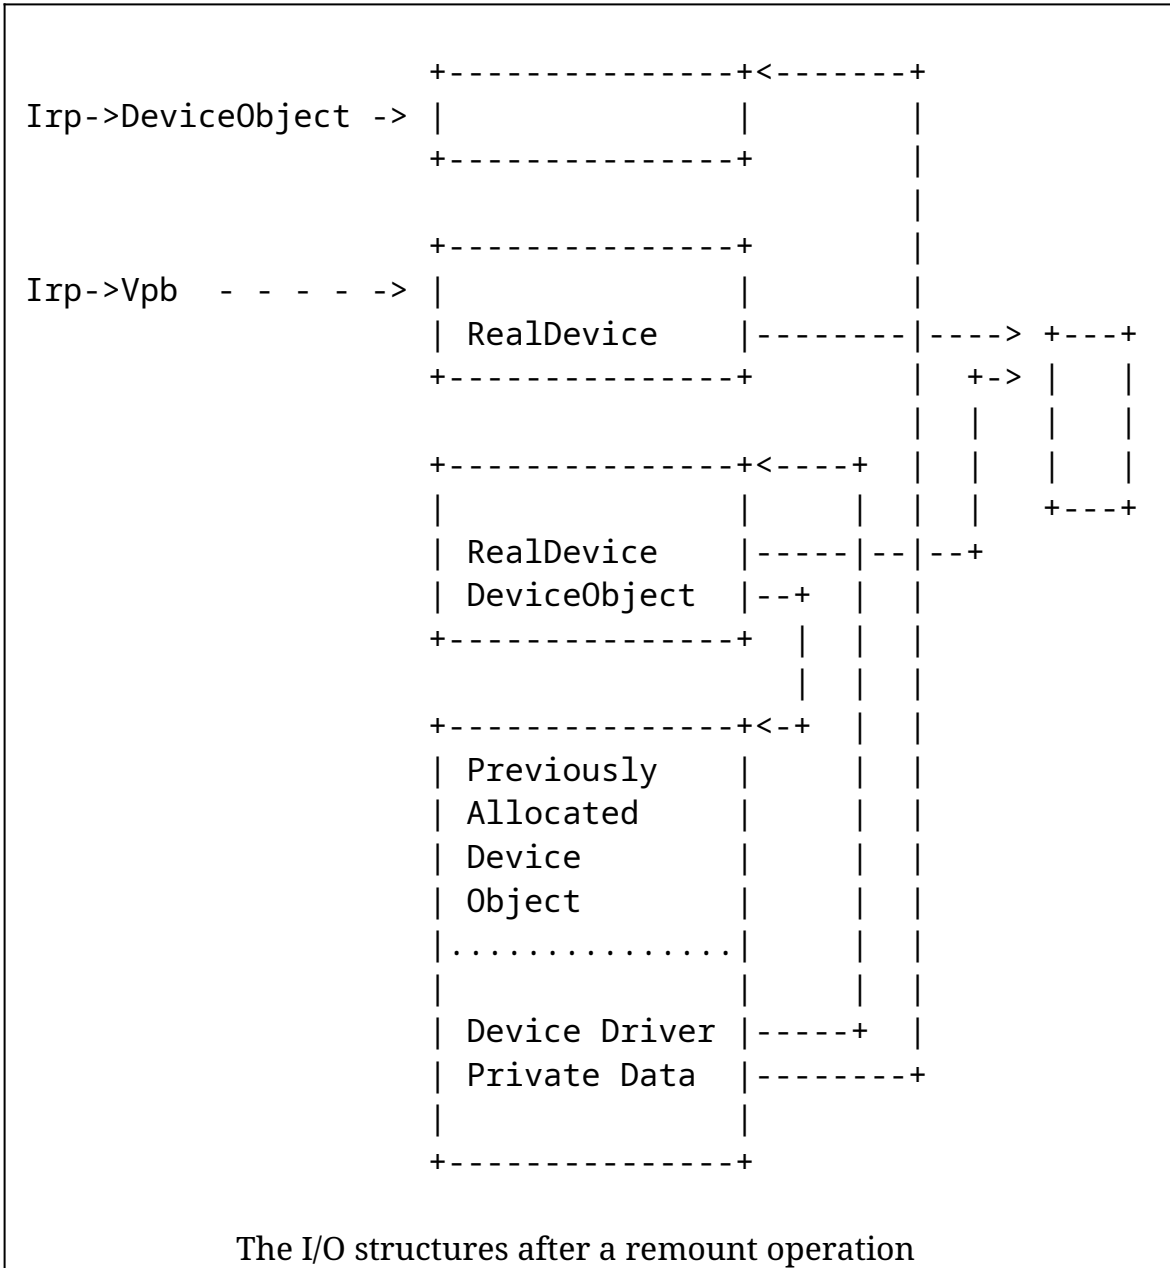 +---------------+<-------+
Irp->DeviceObject ->  |               |        |
                      +---------------+        |
                                               |
                      +---------------+        |
Irp->Vpb  - - - - ->  |               |        |
                      | RealDevice    |--------|----> +---+
                      +---------------+        |  +-> |   |
                                               |  |   |   |
                      +---------------+<----+  |  |   |   |
                      |               |     |  |  |   +---+
                      | RealDevice    |-----|--|--+
                      | DeviceObject  |--+  |  |
                      +---------------+  |  |  |
                                         |  |  |
                      +---------------+<-+  |  |
                      | Previously    |     |  |
                      | Allocated     |     |  |
                      | Device        |     |  |
                      | Object        |     |  |
                      |...............|     |  |
                      |               |     |  |
                      | Device Driver |-----+  |
                      | Private Data  |--------+
                      |               |
                      +---------------+
The I/O structures after a remount operation